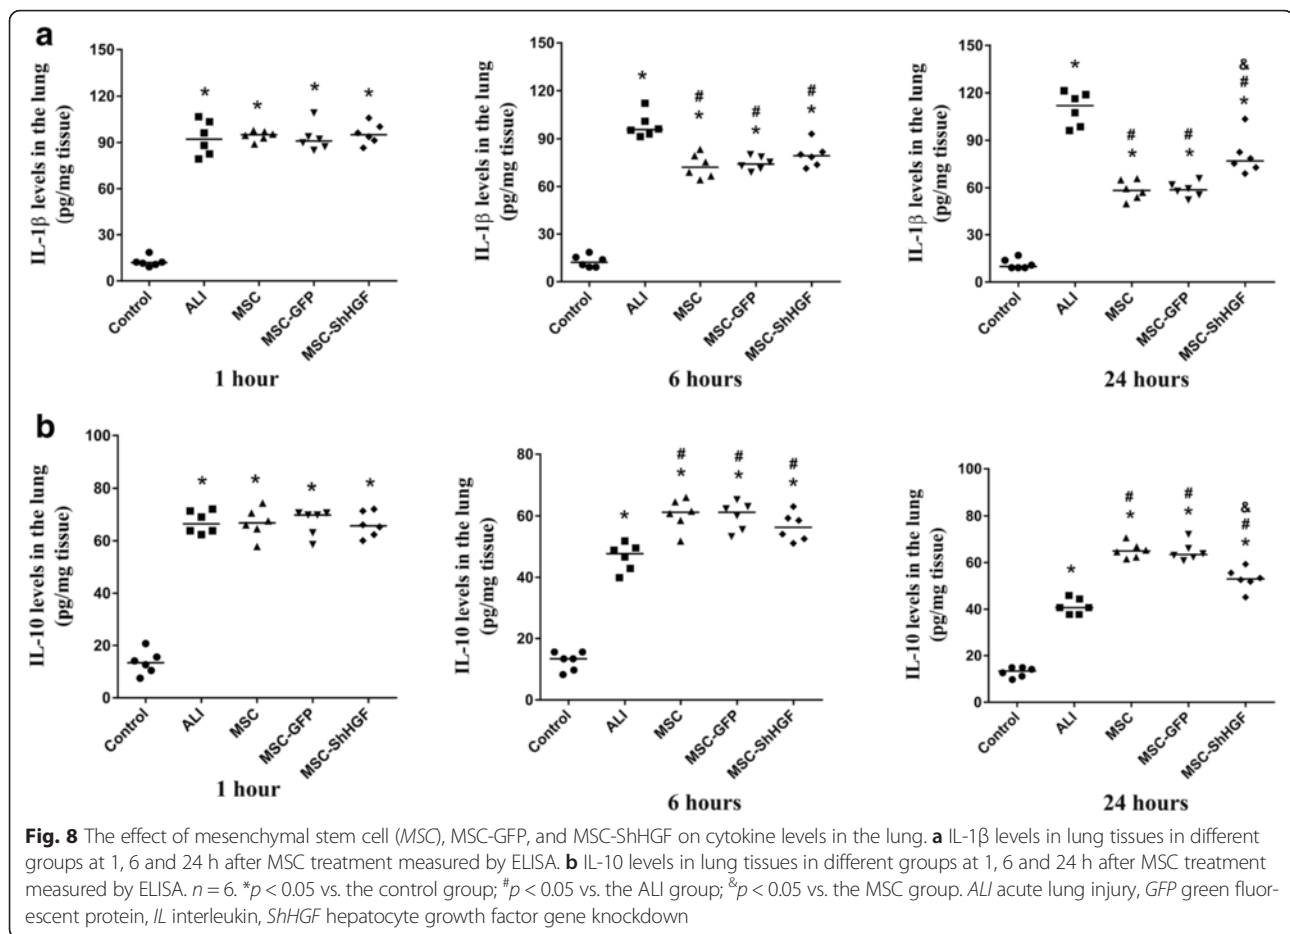 a
150
120
90
60
30
0
IL-1β levels in the lung
(pg/mg tissue)
*
*
*
*
Control
ALI
MSC
MSC-GFP
MSC-ShHGF
1 hour
150
120
90
60
30
0
IL-1β levels in the lung
(pg/mg tissue)
*
#
*
#
*
#
*
Control
ALI
MSC
MSC-GFP
MSC-ShHGF
6 hours
150
120
90
60
30
0
IL-1β levels in the lung
(pg/mg tissue)
*
#
*
#
*
&
#
*
Control
ALI
MSC
MSC-GFP
MSC-ShHGF
24 hours
b
100
80
60
40
20
0
IL-10 levels in the lung
(pg/mg tissue)
*
*
*
*
Control
ALI
MSC
MSC-GFP
MSC-ShHGF
1 hour
80
60
40
20
0
IL-10 levels in the lung
(pg/mg tissue)
*
#
*
#
*
#
*
Control
ALI
MSC
MSC-GFP
MSC-ShHGF
6 hours
100
80
60
40
20
0
IL-10 levels in the lung
(pg/mg tissue)
*
#
*
#
*
&
#
*
Control
ALI
MSC
MSC-GFP
MSC-ShHGF
24 hours
Fig. 8 The effect of mesenchymal stem cell (MSC), MSC-GFP, and MSC-ShHGF on cytokine levels in the lung. a IL-1β levels in lung tissues in different
groups at 1, 6 and 24 h after MSC treatment measured by ELISA. b IL-10 levels in lung tissues in different groups at 1, 6 and 24 h after MSC treatment
measured by ELISA. n = 6. *p < 0.05 vs. the control group; #p < 0.05 vs. the ALI group; &p < 0.05 vs. the MSC group. ALI acute lung injury, GFP green fluor-
escent protein, IL interleukin, ShHGF hepatocyte growth factor gene knockdown